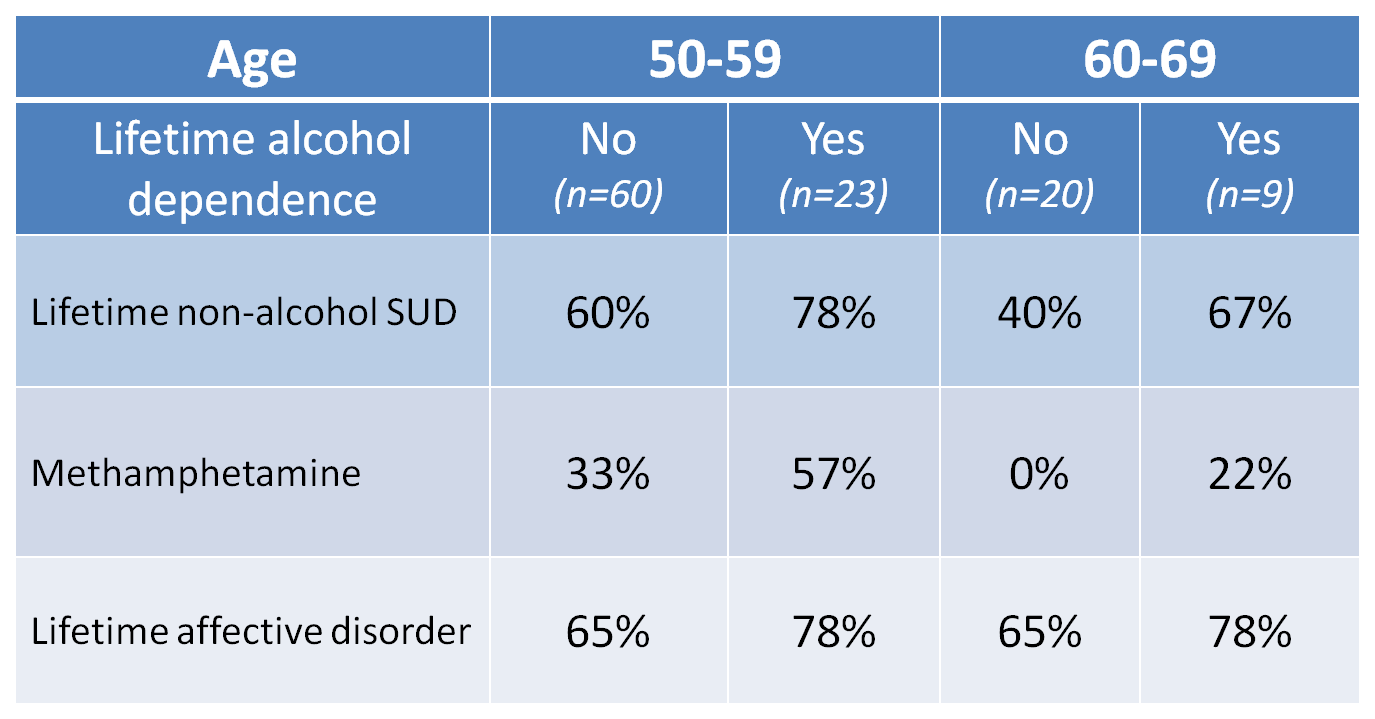 Age 50-59 60-69
Lifetime alcohol dependence No (n=60) Yes (n=23) No (n=20) Yes (n=9)
Lifetime non-alcohol SUD 60% 78% 40% 67%
Methamphetamine 33% 57% 0% 22%
Lifetime affective disorder 65% 78% 65% 78%